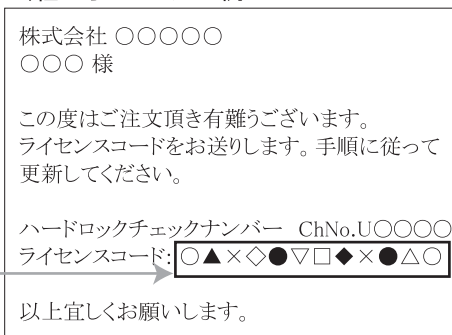 株式会社 ○○○○○
○○○ 様
この度はご注文頂き有難うございます。
ライセンスコードをお送りします。手順に従って
更新してください。
ハードロックチェックナンバー ChNo.U○○○○
ライセンスコード: ○▲×◇●▽□◆×●△○
以上宜しくお願いします。